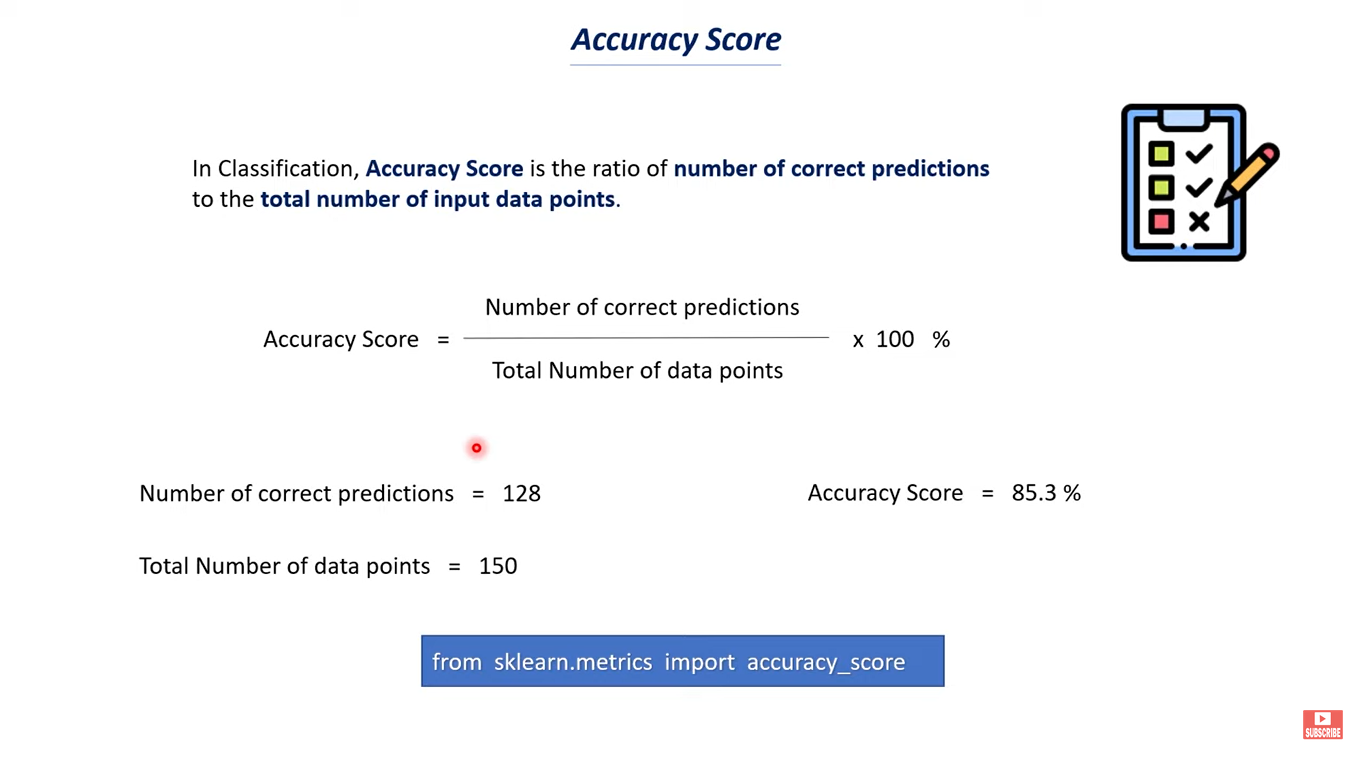 Accuracy Score
In Classification, Accuracy Score is the ratio of number of correct predictions
to the total number of input data points.
Number of correct predictions
Accuracy Score = x 100 %
Total Number of data points
Number of correct predictions = 128
Accuracy Score = 85.3 %
Total Number of data points = 150
from sklearn.metrics import accuracy_score
SUBSCRIBE